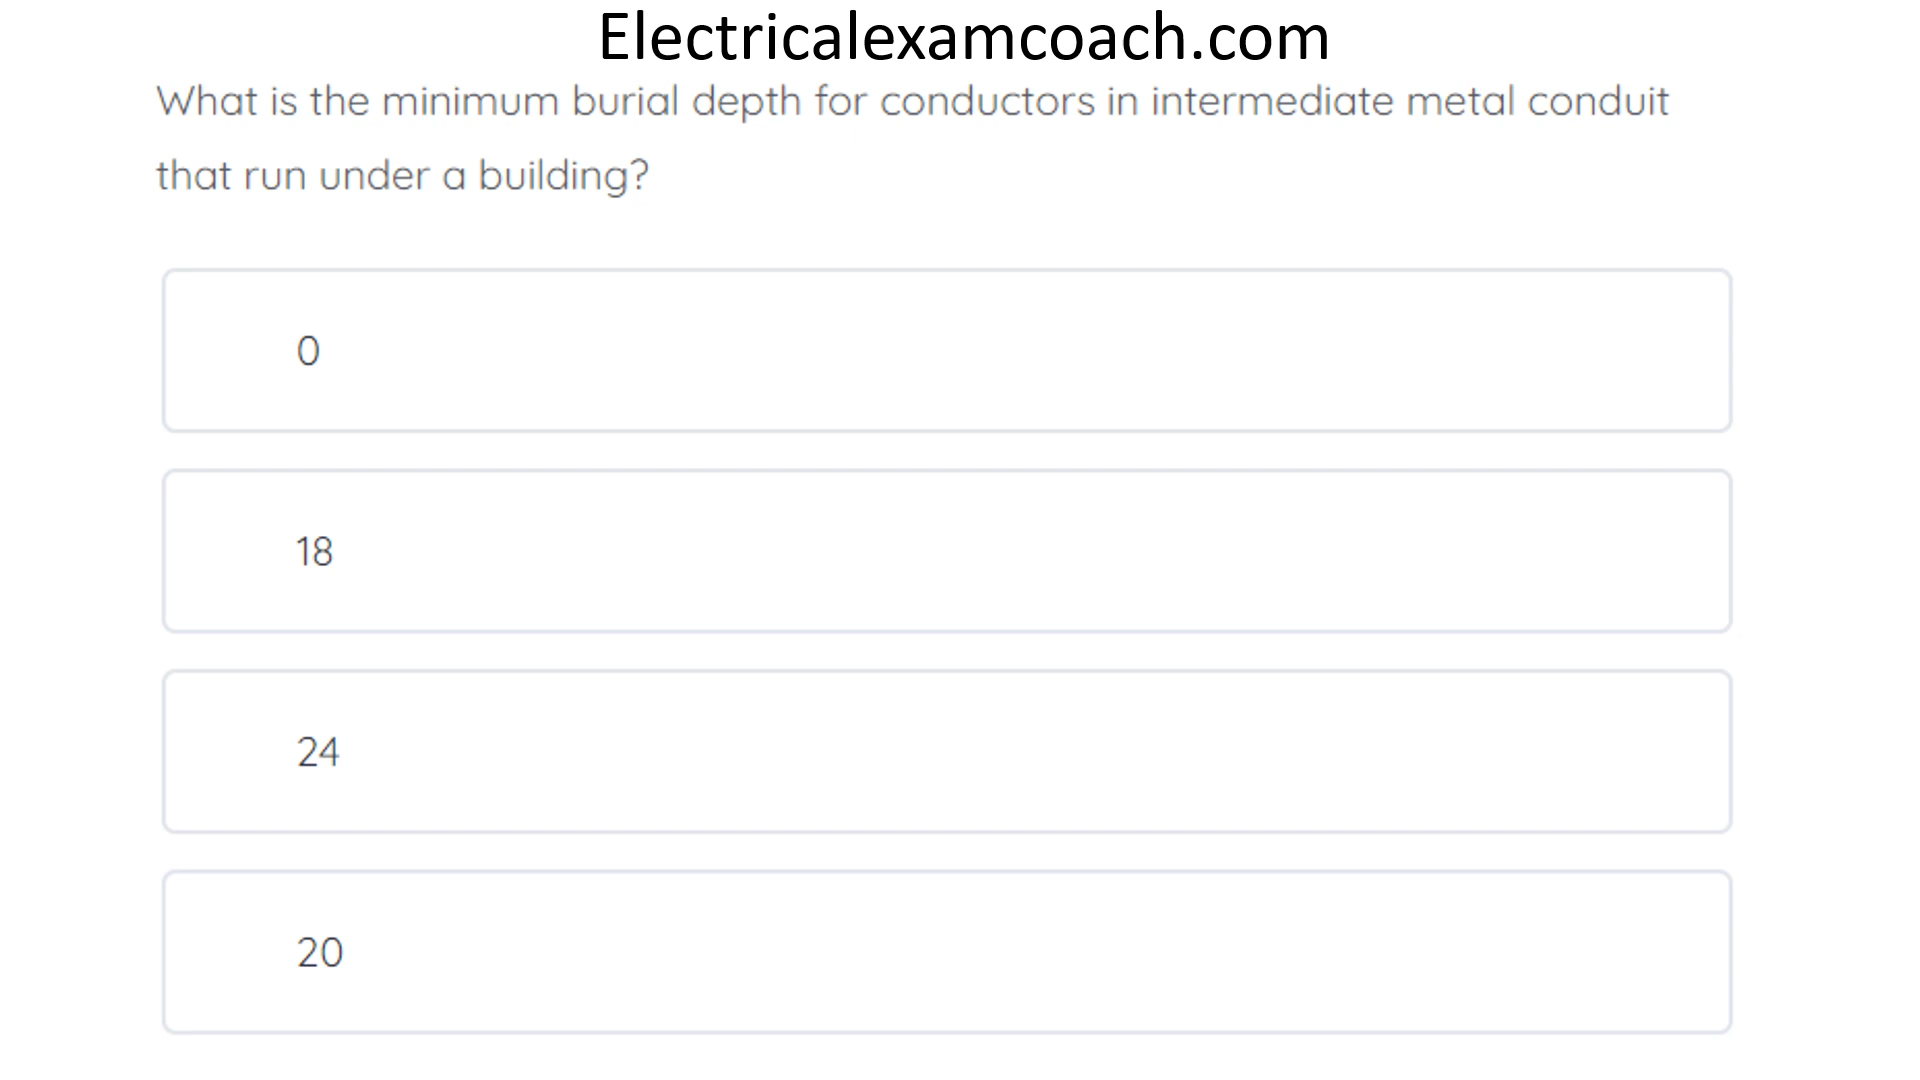 Electricalexamcoach.com
What is the minimum burial depth for conductors in intermediate metal conduit
that run under a building?
0
18
24
20